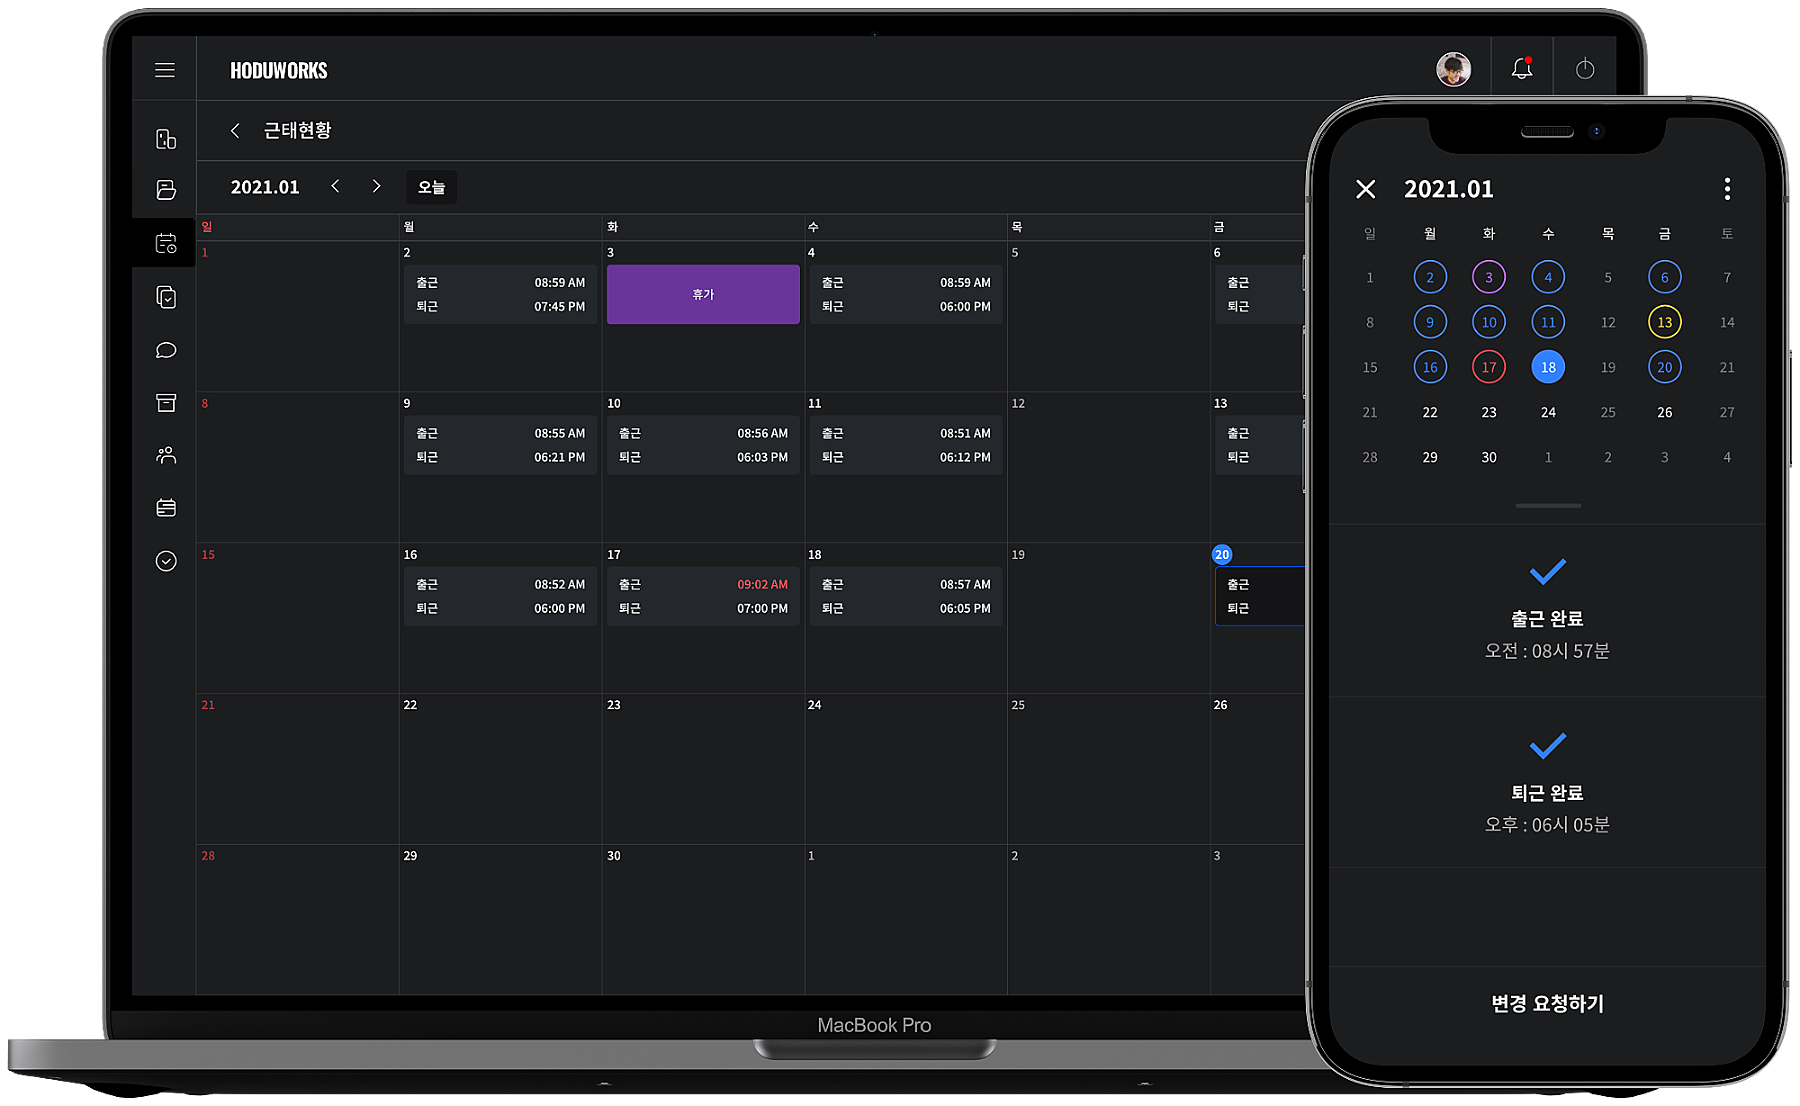 HODUWORKS
근태현황
2021.01 오늘
일 월 화 수 목 금
1 2 3 4 5 6
출근 08:59 AM 휴가 출근 08:59 AM 출근
퇴근 07:45 PM 퇴근 06:00 PM 퇴근
8 9 10 11 12 13
출근 08:55 AM 출근 08:56 AM 출근 08:51 AM 출근
퇴근 06:21 PM 퇴근 06:03 PM 퇴근 06:12 PM 퇴근
15 16 17 18 19 20
출근 08:52 AM 출근 09:02 AM 출근 08:57 AM 출근
퇴근 06:00 PM 퇴근 07:00 PM 퇴근 06:05 PM 퇴근
21 22 23 24 25 26
28 29 30 1 2 3
MacBook Pro
2021.01
일 월 화 수 목 금 토
1 2 3 4 5 6 7
8 9 10 11 12 13 14
15 16 17 18 19 20 21
21 22 23 24 25 26 27
28 29 30 1 2 3 4
출근 완료
오전 : 08시 57분
퇴근 완료
오후 : 06시 05분
변경 요청하기